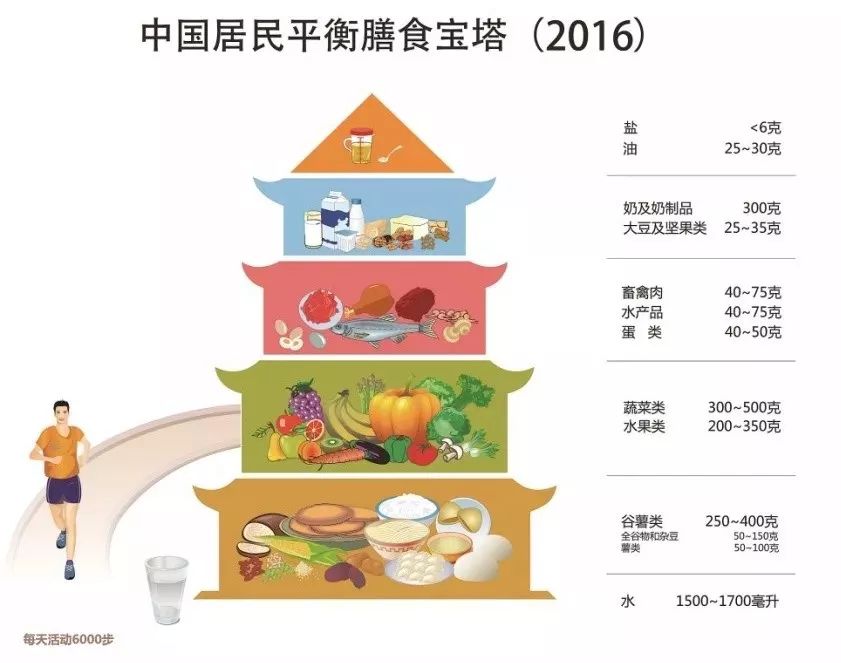 中国居民平衡膳食宝塔（2016）
盐 <6克
油 25~30克
奶及奶制品 300克
大豆及坚果类 25~35克
畜禽肉 40~75克
水产品 40~75克
蛋 类 40~50克
蔬菜类 300~500克
水果类 200~350克
谷薯类 250~400克
全谷物和杂豆 50~150克
薯类 50~100克
水 1500~1700毫升
每天活动6000步